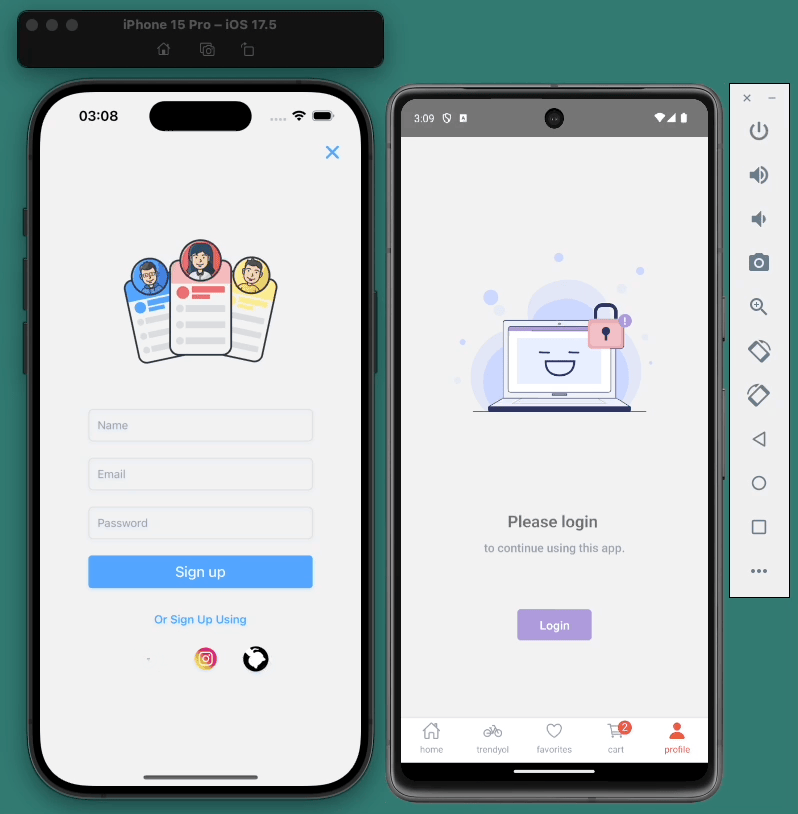 iPhone 15 Pro – iOS 17.5
03:08
Name
Email
Password
Sign up
Or Sign Up Using
3:09
!
Please login
to continue using this app.
Login
home
trendyol
favorites
2
cart
profile